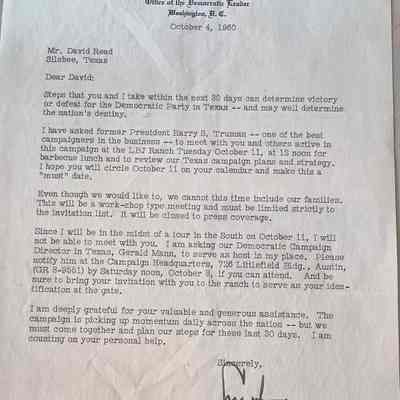 Office of the Democratic Leader
Washington, D. C.
October 4, 1960
Mr. David Read
Silsbee, Texas
Dear David:
Steps that you and I take within the next 30 days can determine victory
or defeat for the Democratic Party in Texas -- and may well determine
the nation's destiny.
I have asked former President Harry S. Truman -- one of the best
campaigners in the business -- to meet with you and others active in
this campaign at the LBJ Ranch Tuesday October 11, at 12 noon for
barbecue lunch and to review our Texas campaign plans and strategy.
I hope you will circle October 11 on your calendar and make this a
"must" date.
Even though we would like to, we cannot this time include our families.
This will be a work-shop type meeting and must be limited strictly to
the invitation list. It will be closed to press coverage.
Since I will be in the midst of a tour in the South on October 11, I will
not be able to meet with you. I am asking our Democratic Campaign
Director in Texas, Gerald Mann, to serve as host in my place. Please
notify him at the Campaign Headquarters, 726 Littlefield Bldg., Austin,
(GR 8-9561) by Saturday noon, October 8, if you can attend. And be
sure to bring your invitation with you to the ranch to serve as your iden-
tification at the gate.
I am deeply grateful for your valuable and generous assistance. The
campaign is picking up momentum daily across the nation -- but we
must come together and plan our steps for these last 30 days. I am
counting on your personal help.
Sincerely,